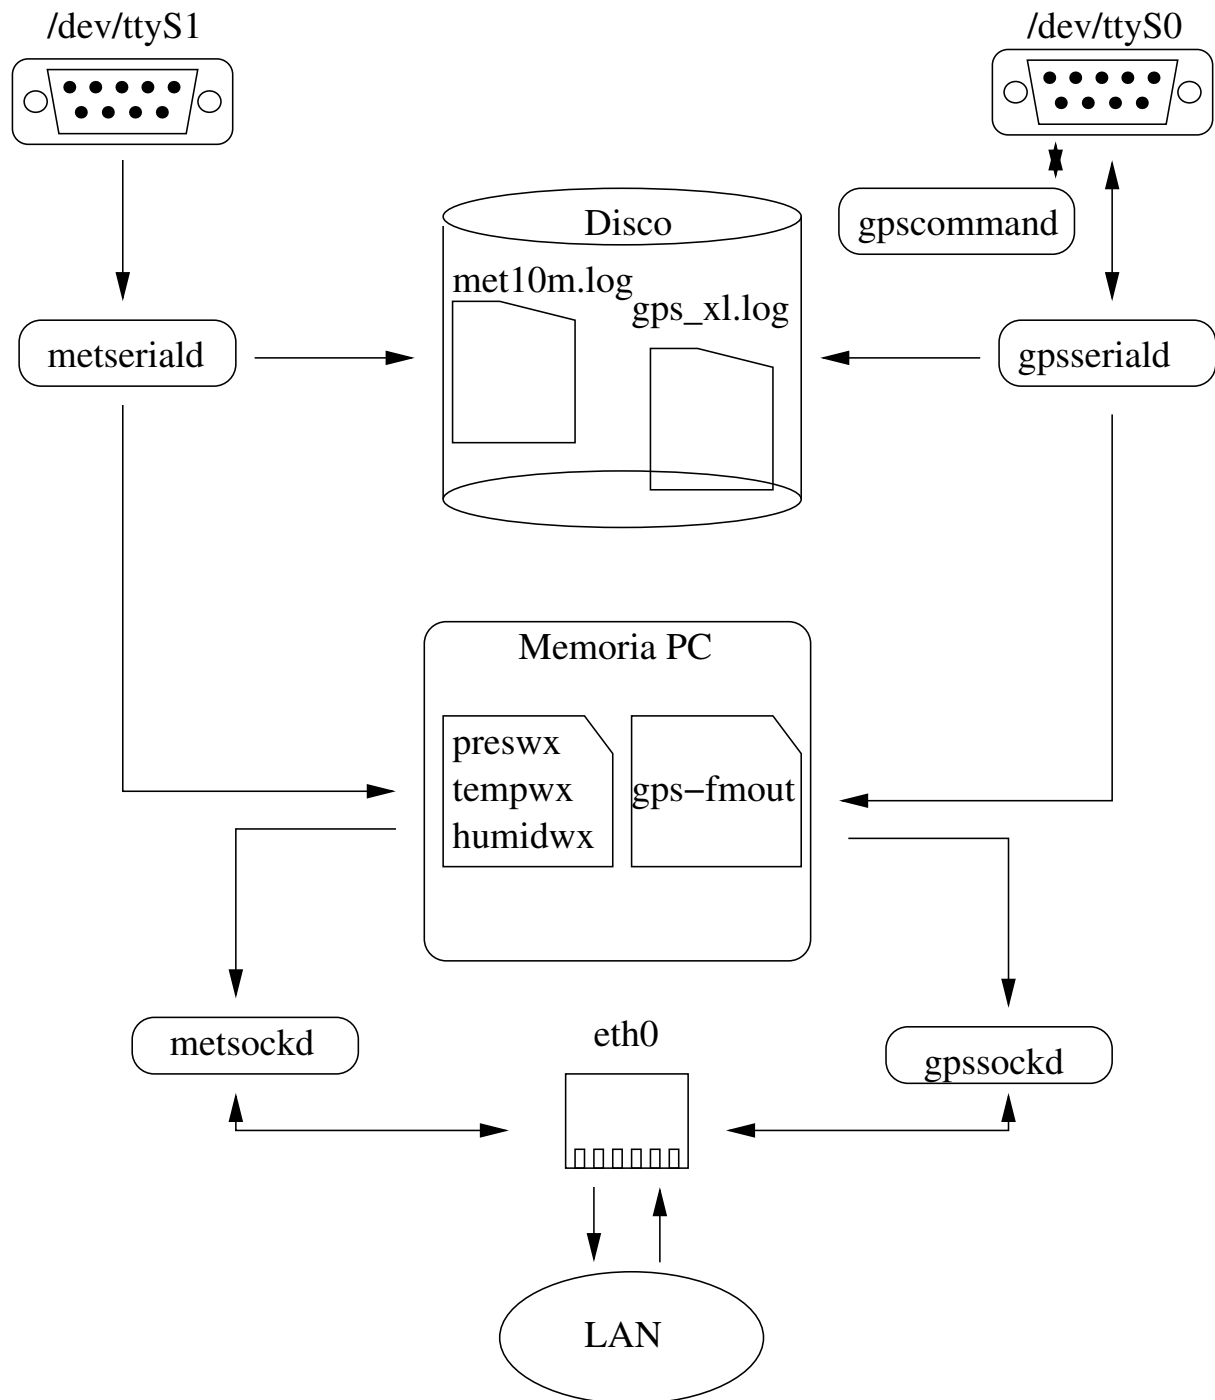 /dev/ttyS1
/dev/ttyS0
Disco
gpscommand
met10m.log
gps_xl.log
metseriald
gpsseriald
Memoria PC
preswx
tempwx
humidwx
gps−fmout
metsockd
eth0
gpssockd
LAN